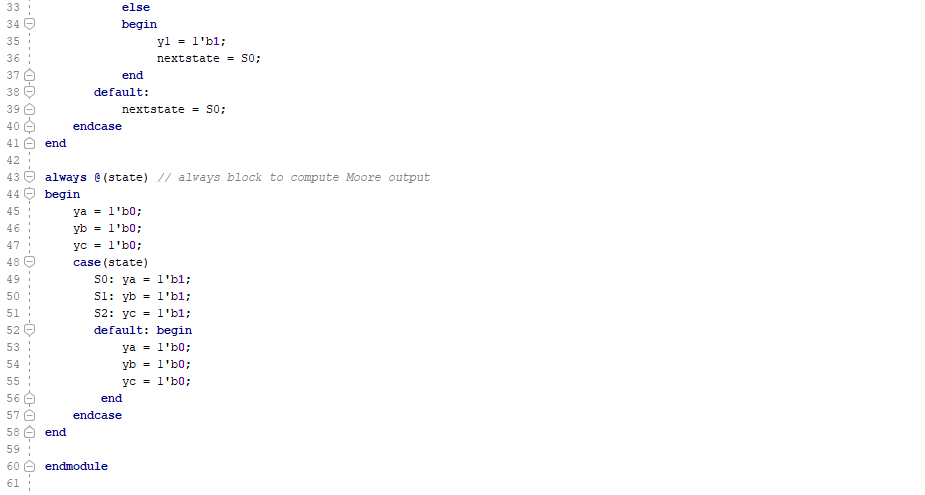 33 else
34 begin
35 y1 = 1'b1;
36 nextstate = S0;
37 end
38 default:
39 nextstate = S0;
40 endcase
41 end
42
43 always @(state) // always block to compute Moore output
44 begin
45 ya = 1'b0;
46 yb = 1'b0;
47 yc = 1'b0;
48 case(state)
49 S0: ya = 1'b1;
50 S1: yb = 1'b1;
51 S2: yc = 1'b1;
52 default: begin
53 ya = 1'b0;
54 yb = 1'b0;
55 yc = 1'b0;
56 end
57 endcase
58 end
59
60 endmodule
61